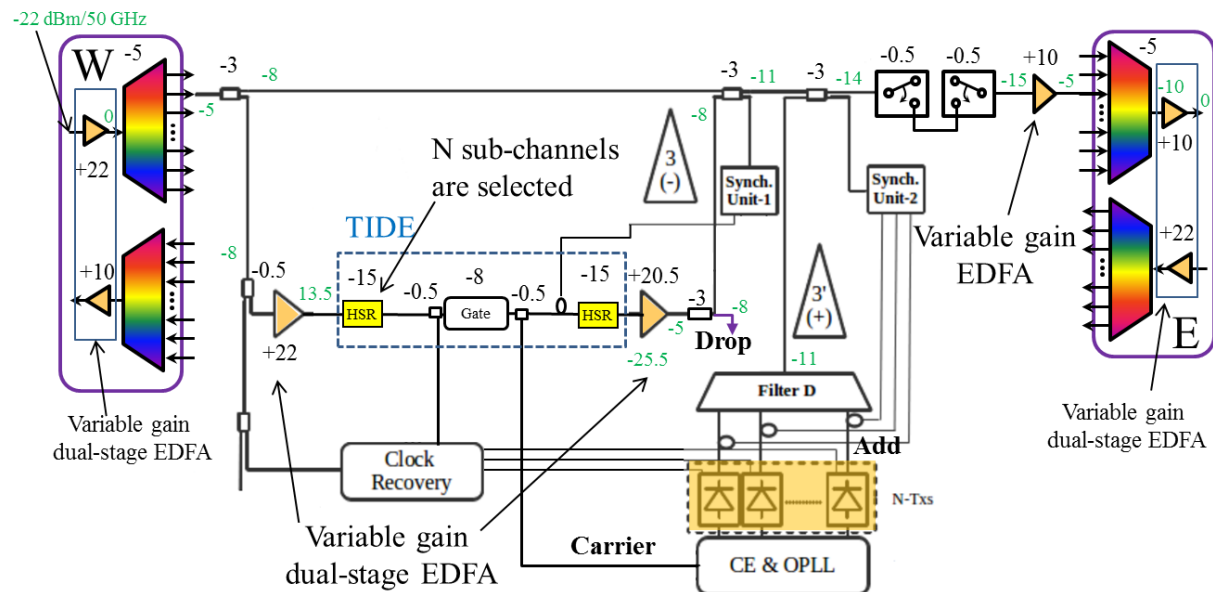 -22 dBm/50 GHz
W
-5
0
+22
+10
-3
-8
-5
-8
-0.5
13.5
+22
N sub-channels
are selected
TIDE
-15
HSR
-0.5
-8
Gate
-0.5
-15
HSR
+20.5
-5
-25.5
-3
-8
Drop
3
(-)
-3
-11
-8
Synch.
Unit-1
-3
-14
Synch.
Unit-2
3'
(+)
-11
Filter D
Add
N-Txs
CE & OPLL
Carrier
Clock
Recovery
Variable gain
dual-stage EDFA
Variable gain
dual-stage EDFA
-0.5
-0.5
-15
+10
-5
Variable gain
EDFA
-5
-10
0
+10
+22
E
Variable gain
dual-stage EDFA